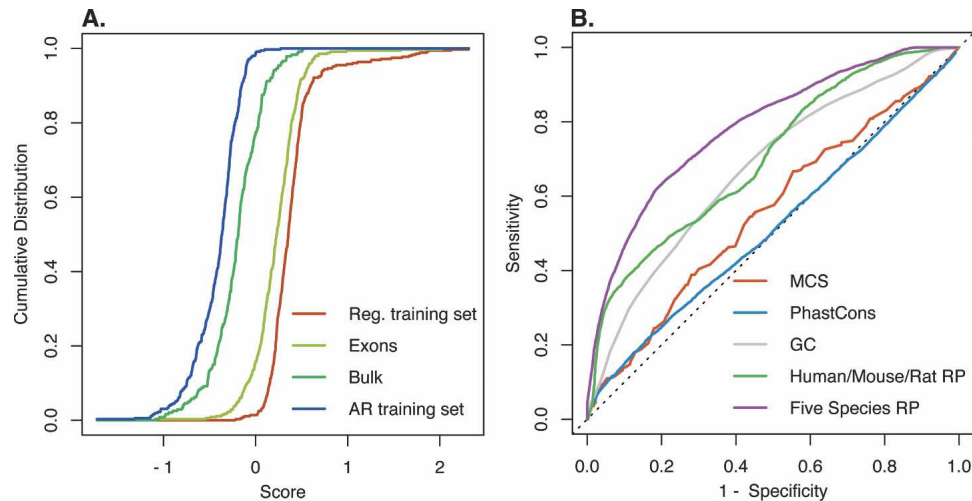 A.
Cumulative Distribution
1.0
0.8
0.6
0.4
0.2
0.0
Reg. training set
Exons
Bulk
AR training set
- 1 0 1 2
Score
B.
Sensitivity
1.0
0.8
0.6
0.4
0.2
0.0
MCS
PhastCons
GC
Human/Mouse/Rat RP
Five Species RP
0.0 0.2 0.4 0.6 0.8 1.0
1 - Specificity